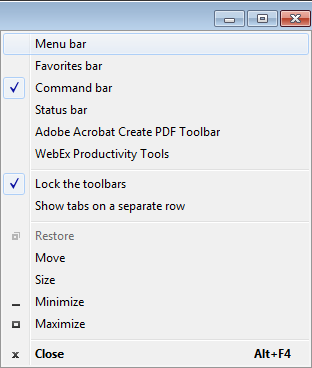 Menu bar
Favorites bar
Command bar
Status bar
Adobe Acrobat Create PDF Toolbar
WebEx Productivity Tools
Lock the toolbars
Show tabs on a separate row
Restore
Move
Size
Minimize
Maximize
Close Alt+F4